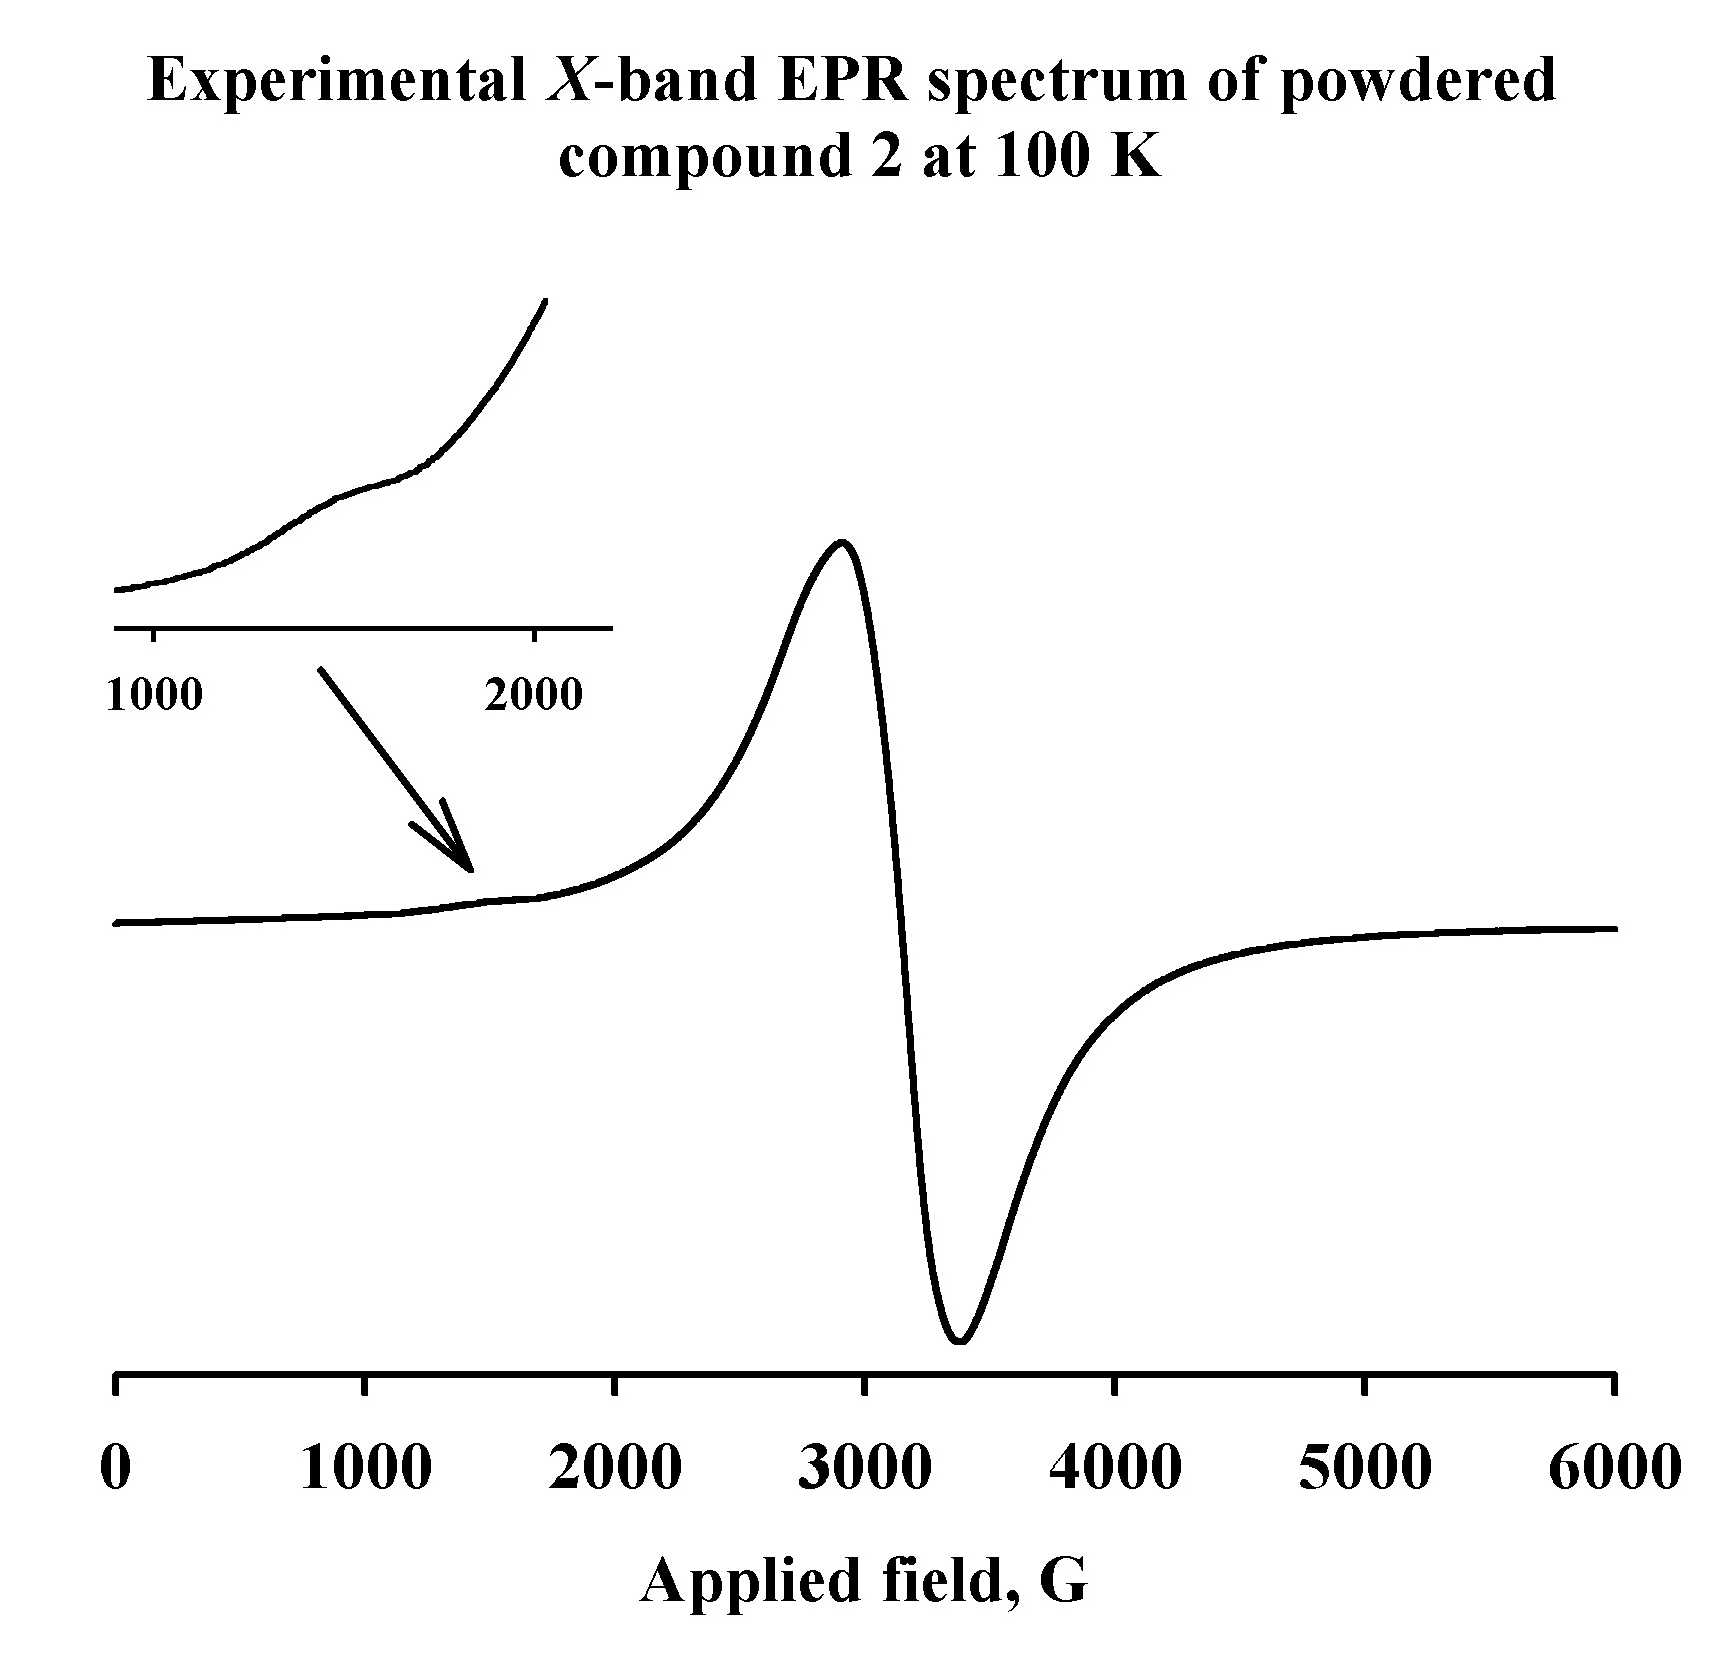 Experimental X-band EPR spectrum of powdered
compound 2 at 100 K
1000 2000
0 1000 2000 3000 4000 5000 6000
Applied field, G